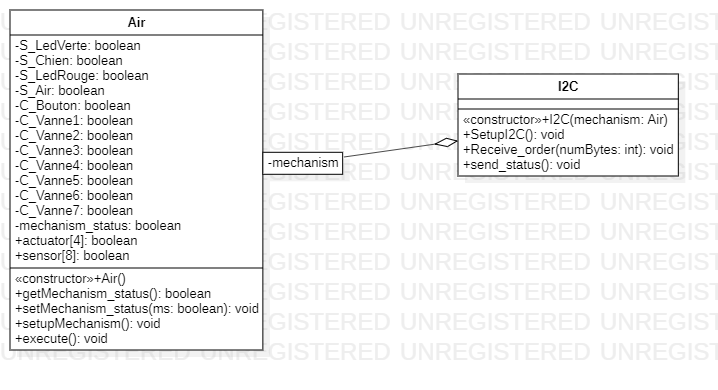 Air
-S_LedVerte: boolean
-S_Chien: boolean
-S_LedRouge: boolean
-S_Air: boolean
-C_Bouton: boolean
-C_Vanne1: boolean
-C_Vanne2: boolean
-C_Vanne3: boolean
-C_Vanne4: boolean
-C_Vanne5: boolean
-C_Vanne6: boolean
-C_Vanne7: boolean
-mechanism_status: boolean
+actuator[4]: boolean
+sensor[8]: boolean
«constructor»+Air()
+getMechanism_status(): boolean
+setMechanism_status(ms: boolean): void
+setupMechanism(): void
+execute(): void
-mechanism
I2C
«constructor»+I2C(mechanism: Air)
+SetupI2C(): void
+Receive_order(numBytes: int): void
+send_status(): void
UNREGISTERED UNREGISTERED